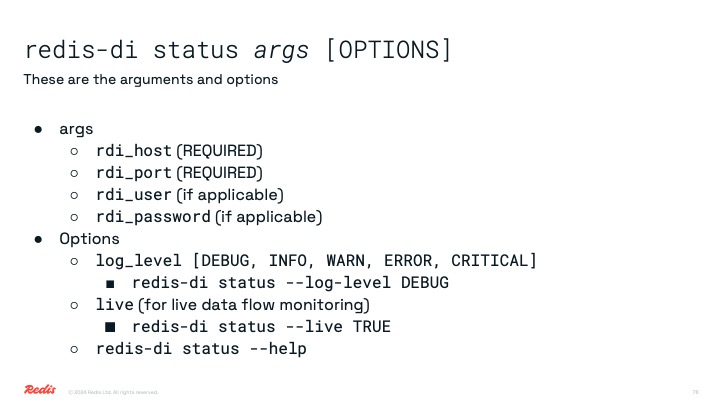 redis-di status args [OPTIONS]
These are the arguments and options
● args
○ rdi_host (REQUIRED)
○ rdi_port (REQUIRED)
○ rdi_user (if applicable)
○ rdi_password (if applicable)
● Options
○ log_level [DEBUG, INFO, WARN, ERROR, CRITICAL]
■ redis-di status --log-level DEBUG
○ live (for live data flow monitoring)
■ redis-di status --live TRUE
○ redis-di status --help
Redis © 2024 Redis Ltd. All rights reserved.